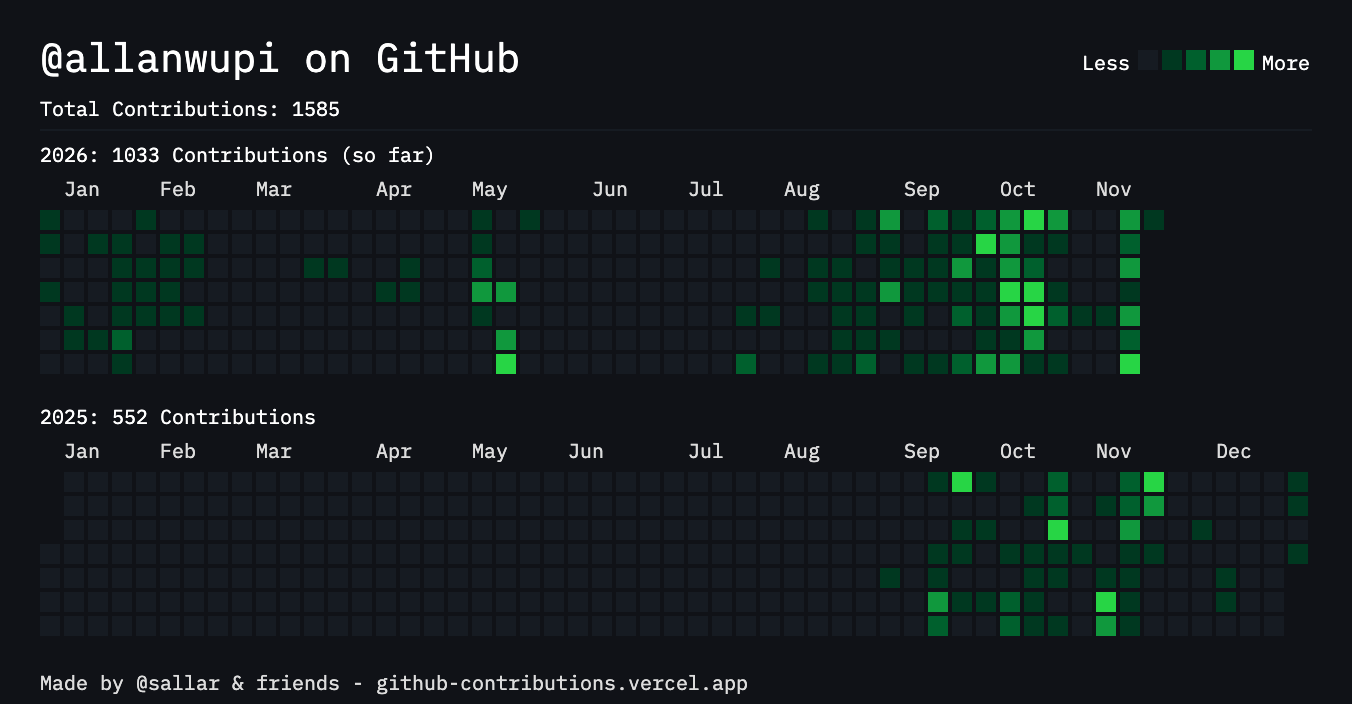 @allanwupi on GitHub
Less More
Total Contributions: 1585
2026: 1033 Contributions (so far)
Jan Feb Mar Apr May Jun Jul Aug Sep Oct Nov
2025: 552 Contributions
Jan Feb Mar Apr May Jun Jul Aug Sep Oct Nov Dec
Made by @sallar & friends - github-contributions.vercel.app